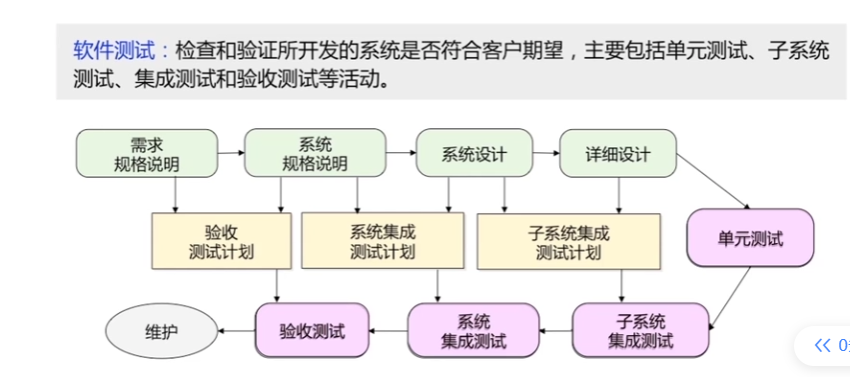 软件测试：检查和验证所开发的系统是否符合客户期望，主要包括单元测试、子系统
测试、集成测试和验收测试等活动。
需求
规格说明
系统
规格说明
系统设计
详细设计
验收
测试计划
系统集成
测试计划
子系统集成
测试计划
单元测试
维护
验收测试
系统
集成测试
子系统
集成测试